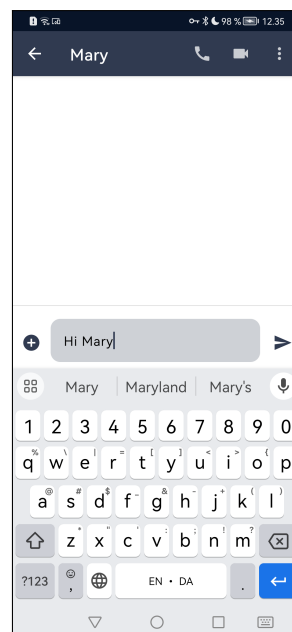 98 % 12.35
Mary
Hi Mary
Mary Maryland Mary's
1 2 3 4 5 6 7 8 9 0
q % w \ e | r = t [ y ] u < i > o { p
a @ s # d $ f - g & h - j + k ( l )
z * x " c ' v : b ; n ! m ?
?123 , EN • DA .